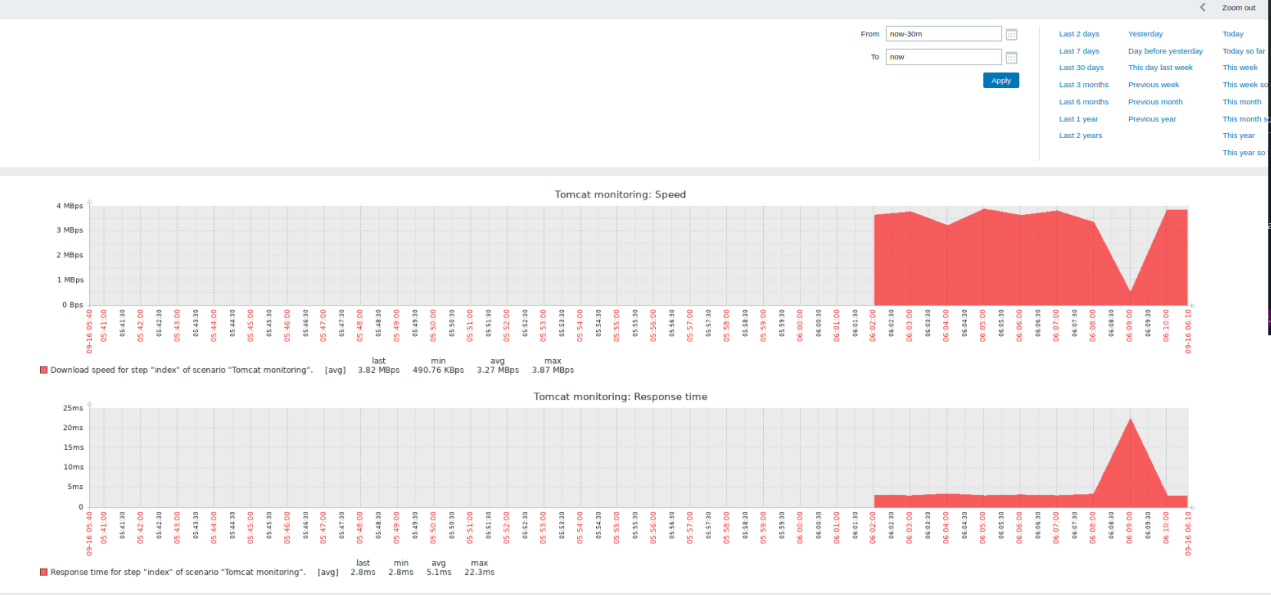 Zoom out
From now-30m
To now
Apply
Last 2 days Yesterday Today
Last 7 days Day before yesterday Today so far
Last 30 days This day last week This week
Last 3 months Previous week This week so
Last 6 months Previous month This month
Last 1 year Previous year This month s
Last 2 years This year
This year so
Tomcat monitoring: Speed
4 MBps
3 MBps
2 MBps
1 MBps
0 Bps
09-16 05:40 05:41:00 05:41:30 05:42:00 05:42:30 05:43:00 05:43:30 05:44:00 05:44:30 05:45:00 05:45:30 05:46:00 05:46:30 05:47:00 05:47:30 05:48:00 05:48:30 05:49:00 05:49:30 05:50:00 05:50:30 05:51:00 05:51:30 05:52:00 05:52:30 05:53:00 05:53:30 05:54:00 05:54:30 05:55:00 05:55:30 05:56:00 05:56:30 05:57:00 05:57:30 05:58:00 05:58:30 05:59:00 05:59:30 06:00:00 06:00:30 06:01:00 06:01:30 06:02:00 06:02:30 06:03:00 06:03:30 06:04:00 06:04:30 06:05:00 06:05:30 06:06:00 06:06:30 06:07:00 06:07:30 06:08:00 06:08:30 06:09:00 06:09:30 06:10:00 09-16 06:10
last min avg max
Download speed for step "index" of scenario "Tomcat monitoring". [avg] 3.82 MBps 490.76 KBps 3.27 MBps 3.87 MBps
Tomcat monitoring: Response time
25ms
20ms
15ms
10ms
5ms
0
09-16 05:40 05:41:00 05:41:30 05:42:00 05:42:30 05:43:00 05:43:30 05:44:00 05:44:30 05:45:00 05:45:30 05:46:00 05:46:30 05:47:00 05:47:30 05:48:00 05:48:30 05:49:00 05:49:30 05:50:00 05:50:30 05:51:00 05:51:30 05:52:00 05:52:30 05:53:00 05:53:30 05:54:00 05:54:30 05:55:00 05:55:30 05:56:00 05:56:30 05:57:00 05:57:30 05:58:00 05:58:30 05:59:00 05:59:30 06:00:00 06:00:30 06:01:00 06:01:30 06:02:00 06:02:30 06:03:00 06:03:30 06:04:00 06:04:30 06:05:00 06:05:30 06:06:00 06:06:30 06:07:00 06:07:30 06:08:00 06:08:30 06:09:00 06:09:30 06:10:00 09-16 06:10
last min avg max
Response time for step "index" of scenario "Tomcat monitoring". [avg] 2.8ms 2.8ms 5.1ms 22.3ms